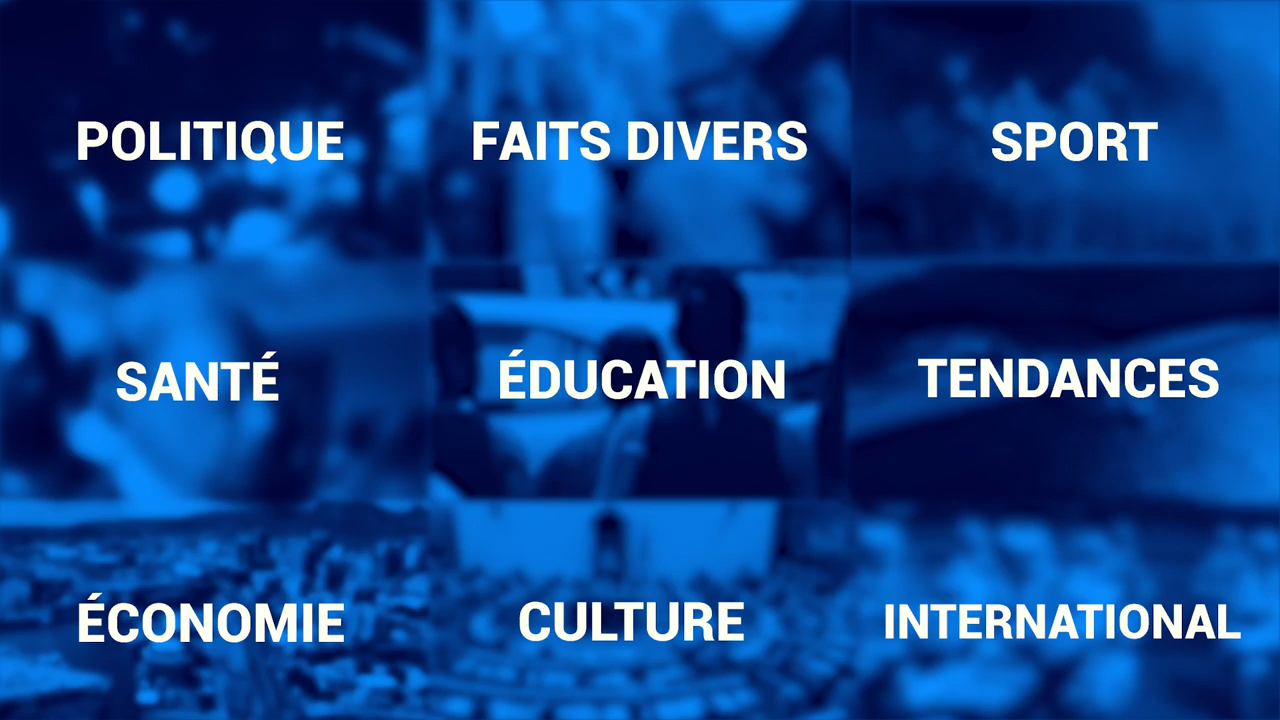 POLITIQUE
FAITS DIVERS
SPORT
SANTÉ
ÉDUCATION
TENDANCES
ÉCONOMIE
CULTURE
INTERNATIONAL